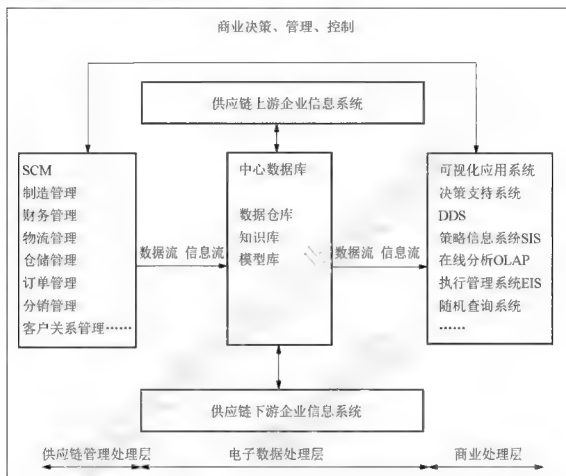 商业决策、管理、控制
供应链上游企业信息系统
SCM
制造管理
财务管理
物流管理
仓储管理
订单管理
分销管理
客户关系管理……
数据流 信息流
中心数据库
数据仓库
知识库
模型库
数据流 信息流
可视化应用系统
决策支持系统
DDS
策略信息系统SIS
在线分析OLAP
执行管理系统EIS
随机查询系统
……
供应链下游企业信息系统
供应链管理处理层
电子数据处理层
商业处理层